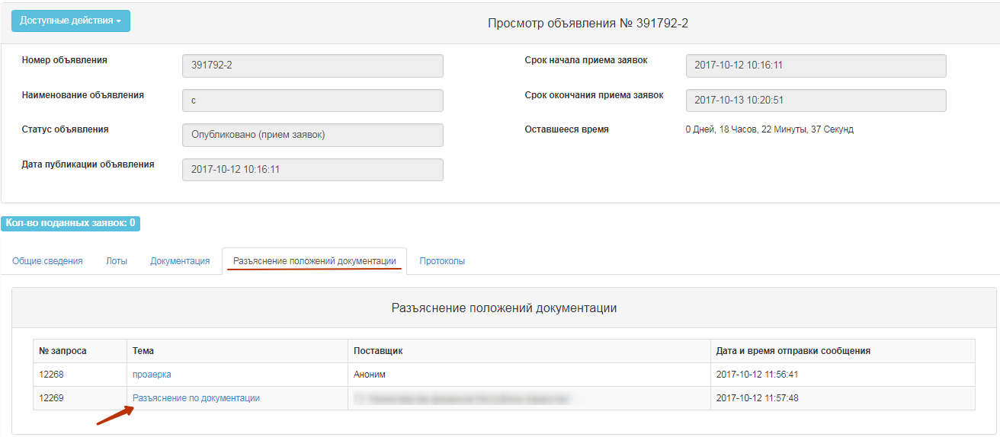 Доступные действия
Просмотр объявления № 391792-2
Номер объявления 391792-2 Срок начала приема заявок 2017-10-12 10:16:11
Наименование объявления с Срок окончания приема заявок 2017-10-13 10:20:51
Статус объявления Опубликовано (прием заявок) Оставшееся время 0 Дней, 18 Часов, 22 Минуты, 37 Секунд
Дата публикации объявления 2017-10-12 10:16:11
Кол-во поданных заявок: 0
Общие сведения Лоты Документация Разъяснение положений документации Протоколы
Разъяснение положений документации
№ запроса Тема Поставщик Дата и время отправки сообщения
12268 проаерка Аноним 2017-10-12 11:56:41
12269 Разъяснение по документации 2017-10-12 11:57:48